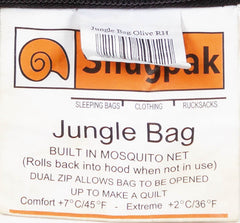 Jungle Bag Olive RH
Snugpak
SLEEPING BAGS CLOTHING RUCKSACKS
Jungle Bag
BUILT IN MOSQUITO NET
(Rolls back into hood when not in use)
DUAL ZIP ALLOWS BAG TO BE OPENED
UP TO MAKE A QUILT
Comfort +7°C/45°F - Extreme +2°C/36°F